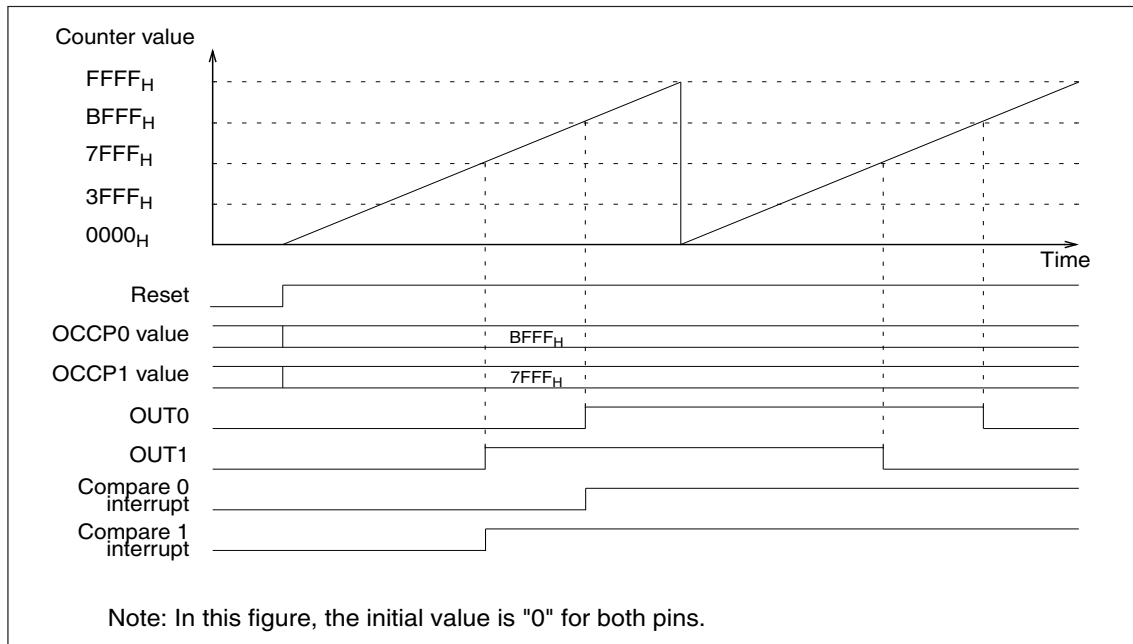 Counter value
FFFFH
BFFFH
7FFFH
3FFFH
0000H
Time
Reset
OCCP0 value
BFFFH
OCCP1 value
7FFFH
OUT0
OUT1
Compare 0
interrupt
Compare 1
interrupt
Note: In this figure, the initial value is "0" for both pins.